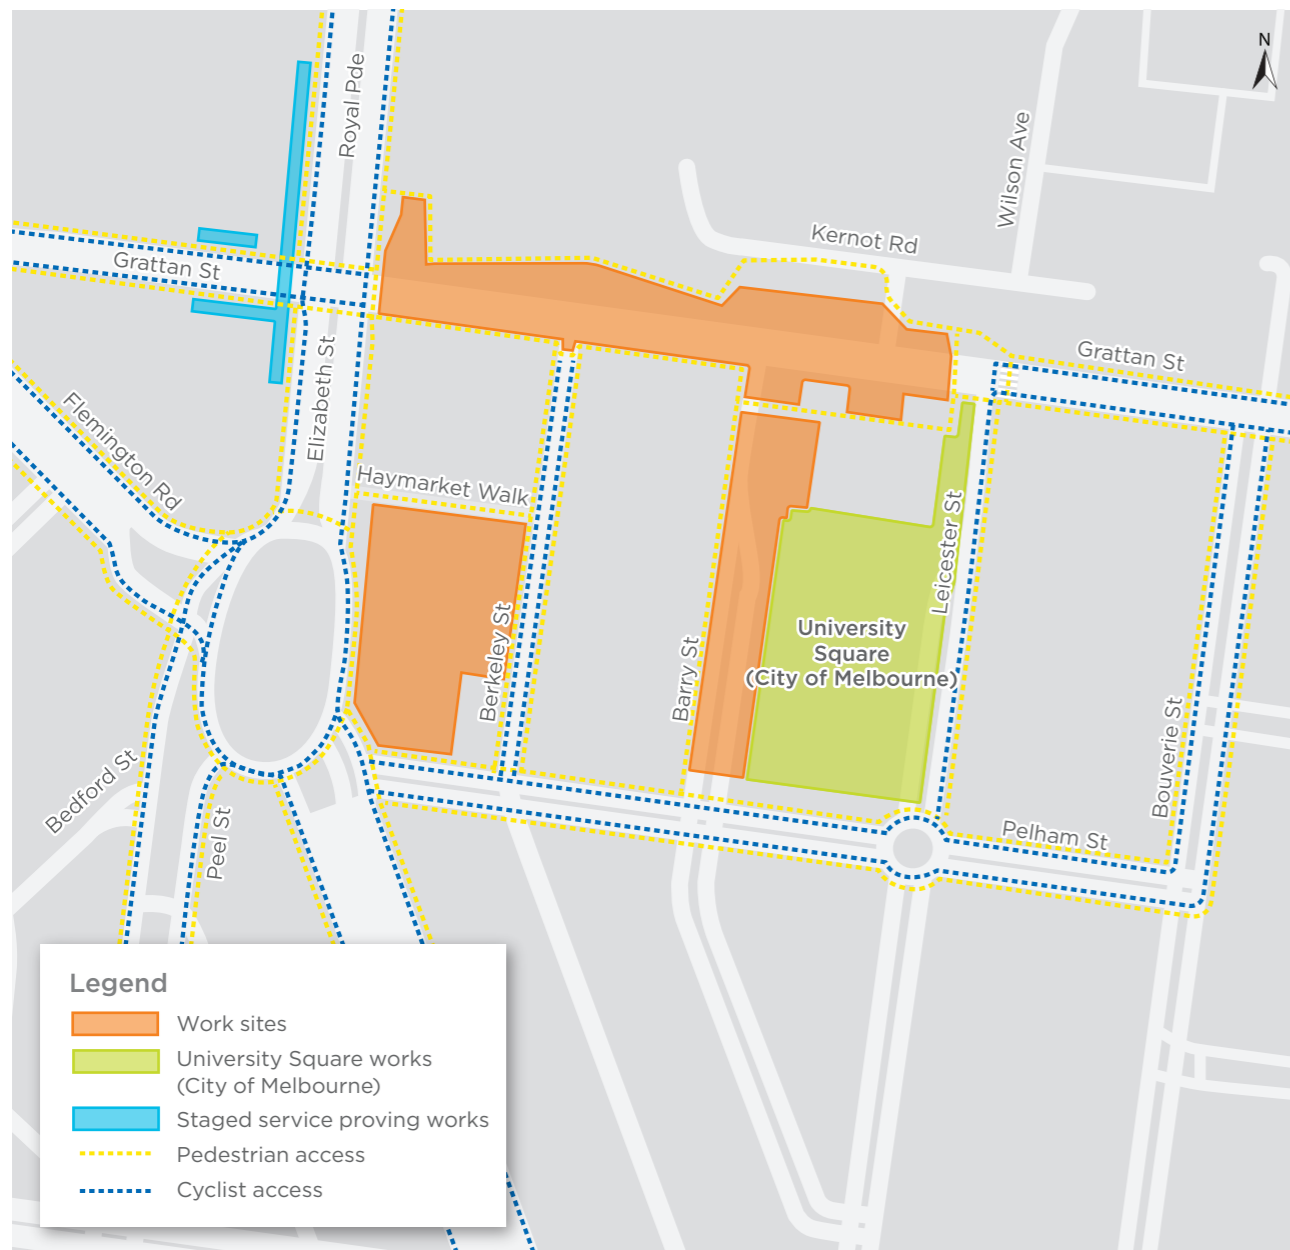 N
Royal Pde
Wilson Ave
Kernot Rd
Grattan St
Grattan St
Elizabeth St
Flemington Rd
Haymarket Walk
Leicester St
Berkeley St
University
Square
(City of Melbourne)
Barry St
Bouverie St
Bedford St
Peel St
Pelham St
Legend
Work sites
University Square works
(City of Melbourne)
Staged service proving works
Pedestrian access
Cyclist access